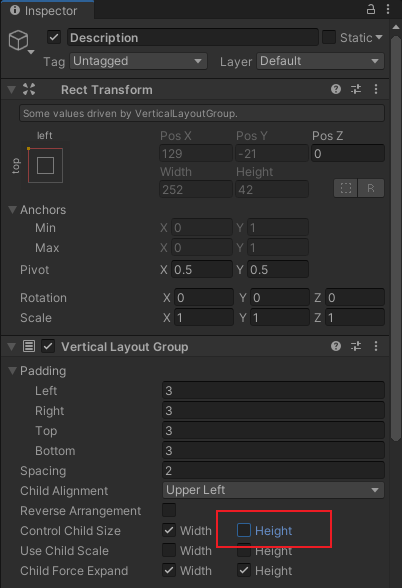 Inspector
Description Static
Tag Untagged Layer Default
Rect Transform
Some values driven by VerticalLayoutGroup.
left Pos X Pos Y Pos Z
top 129 -21 0
Width Height
252 42 R
Anchors
Min X 0 Y 1
Max X 0 Y 1
Pivot X 0.5 Y 0.5
Rotation X 0 Y 0 Z 0
Scale X 1 Y 1 Z 1
Vertical Layout Group
Padding
Left 3
Right 3
Top 3
Bottom 3
Spacing 2
Child Alignment Upper Left
Reverse Arrangement
Control Child Size Width Height
Use Child Scale Width Height
Child Force Expand Width Height